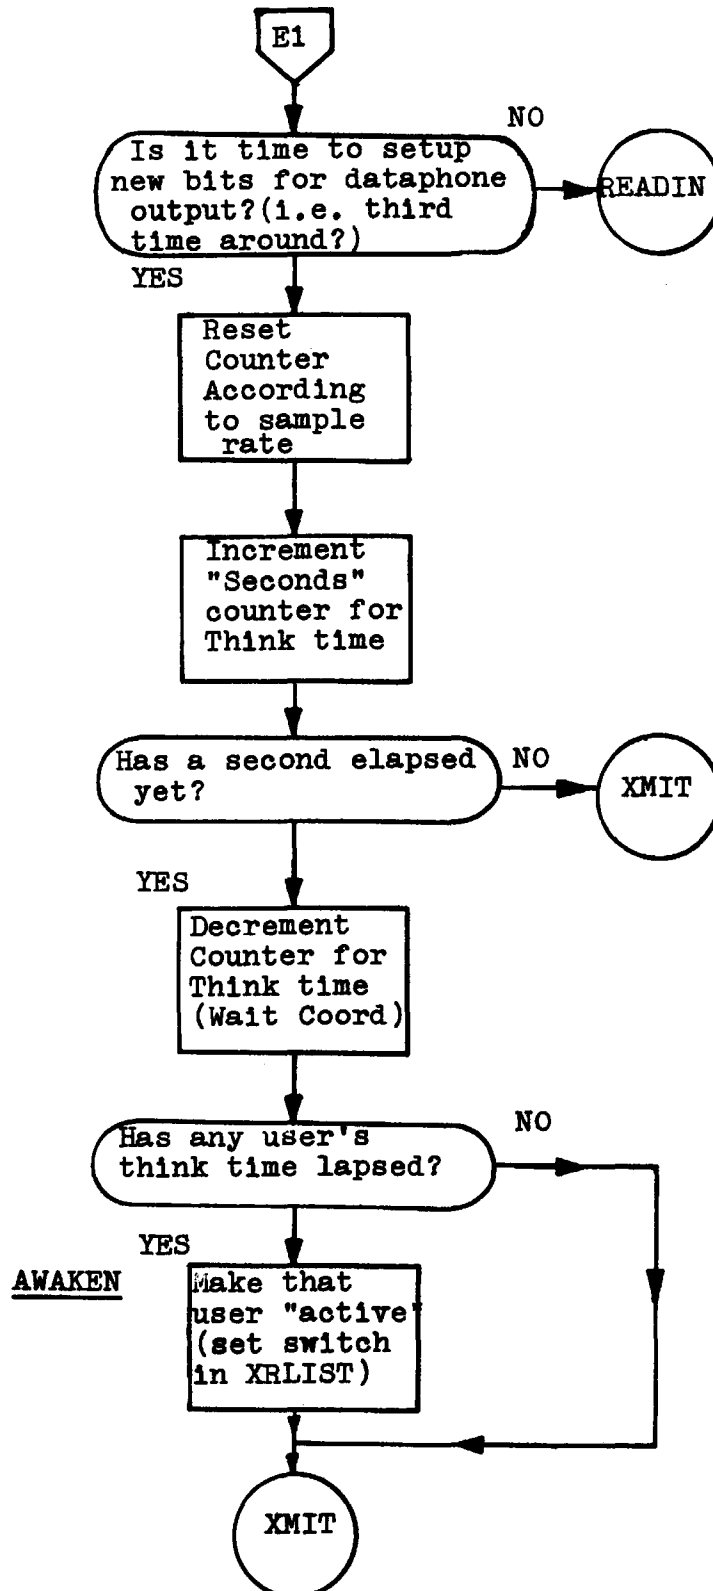 E1
NO
Is it time to setup
new bits for dataphone
output?(i.e. third
time around?)
READIN
YES
Reset
Counter
According
to sample
rate
Increment
"Seconds"
counter for
Think time
Has a second elapsed
yet?
NO
XMIT
YES
Decrement
Counter for
Think time
(Wait Coord)
Has any user's
think time lapsed?
NO
YES
AWAKEN
Make that
user "active"
(set switch
in XRLIST)
XMIT